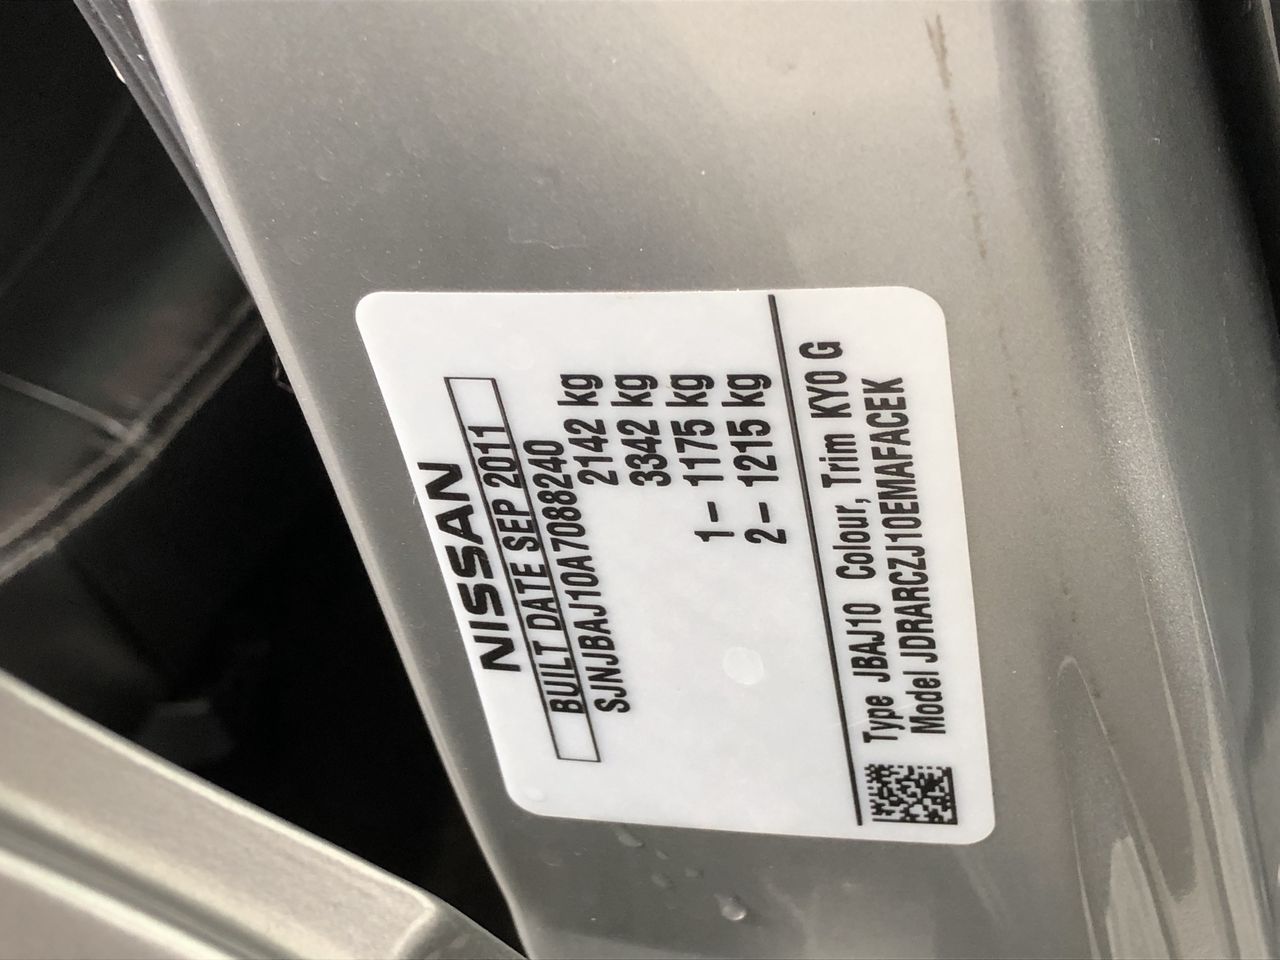 NISSAN
BUILT DATE SEP 2011
SJNJBAJ10A7088240
2142 kg
3342 kg
1– 1175 kg
2– 1215 kg
Type JBAJ10 Colour, Trim KY0 G
Model JDRARCZJ10EMAFACEK